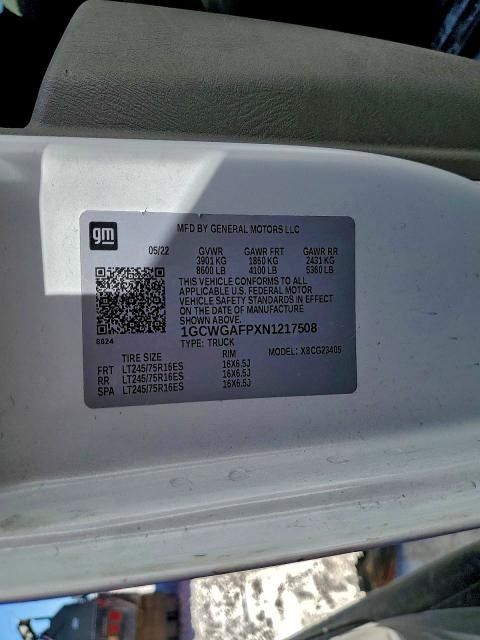 gm
MFD BY GENERAL MOTORS LLC
05/22 GVWR GAWR FRT GAWR RR
3901 KG 1860 KG 2431 KG
8600 LB 4100 LB 5360 LB
THIS VEHICLE CONFORMS TO ALL
APPLICABLE U.S. FEDERAL MOTOR
VEHICLE SAFETY STANDARDS IN EFFECT
ON THE DATE OF MANUFACTURE
SHOWN ABOVE.
8624 1GCWGAFPXN1217508
TYPE: TRUCK
TIRE SIZE RIM MODEL: X8CG23405
FRT LT245/75R16ES 16X6.5J
RR LT245/75R16ES 16X6.5J
SPA LT245/75R16ES 16X6.5J